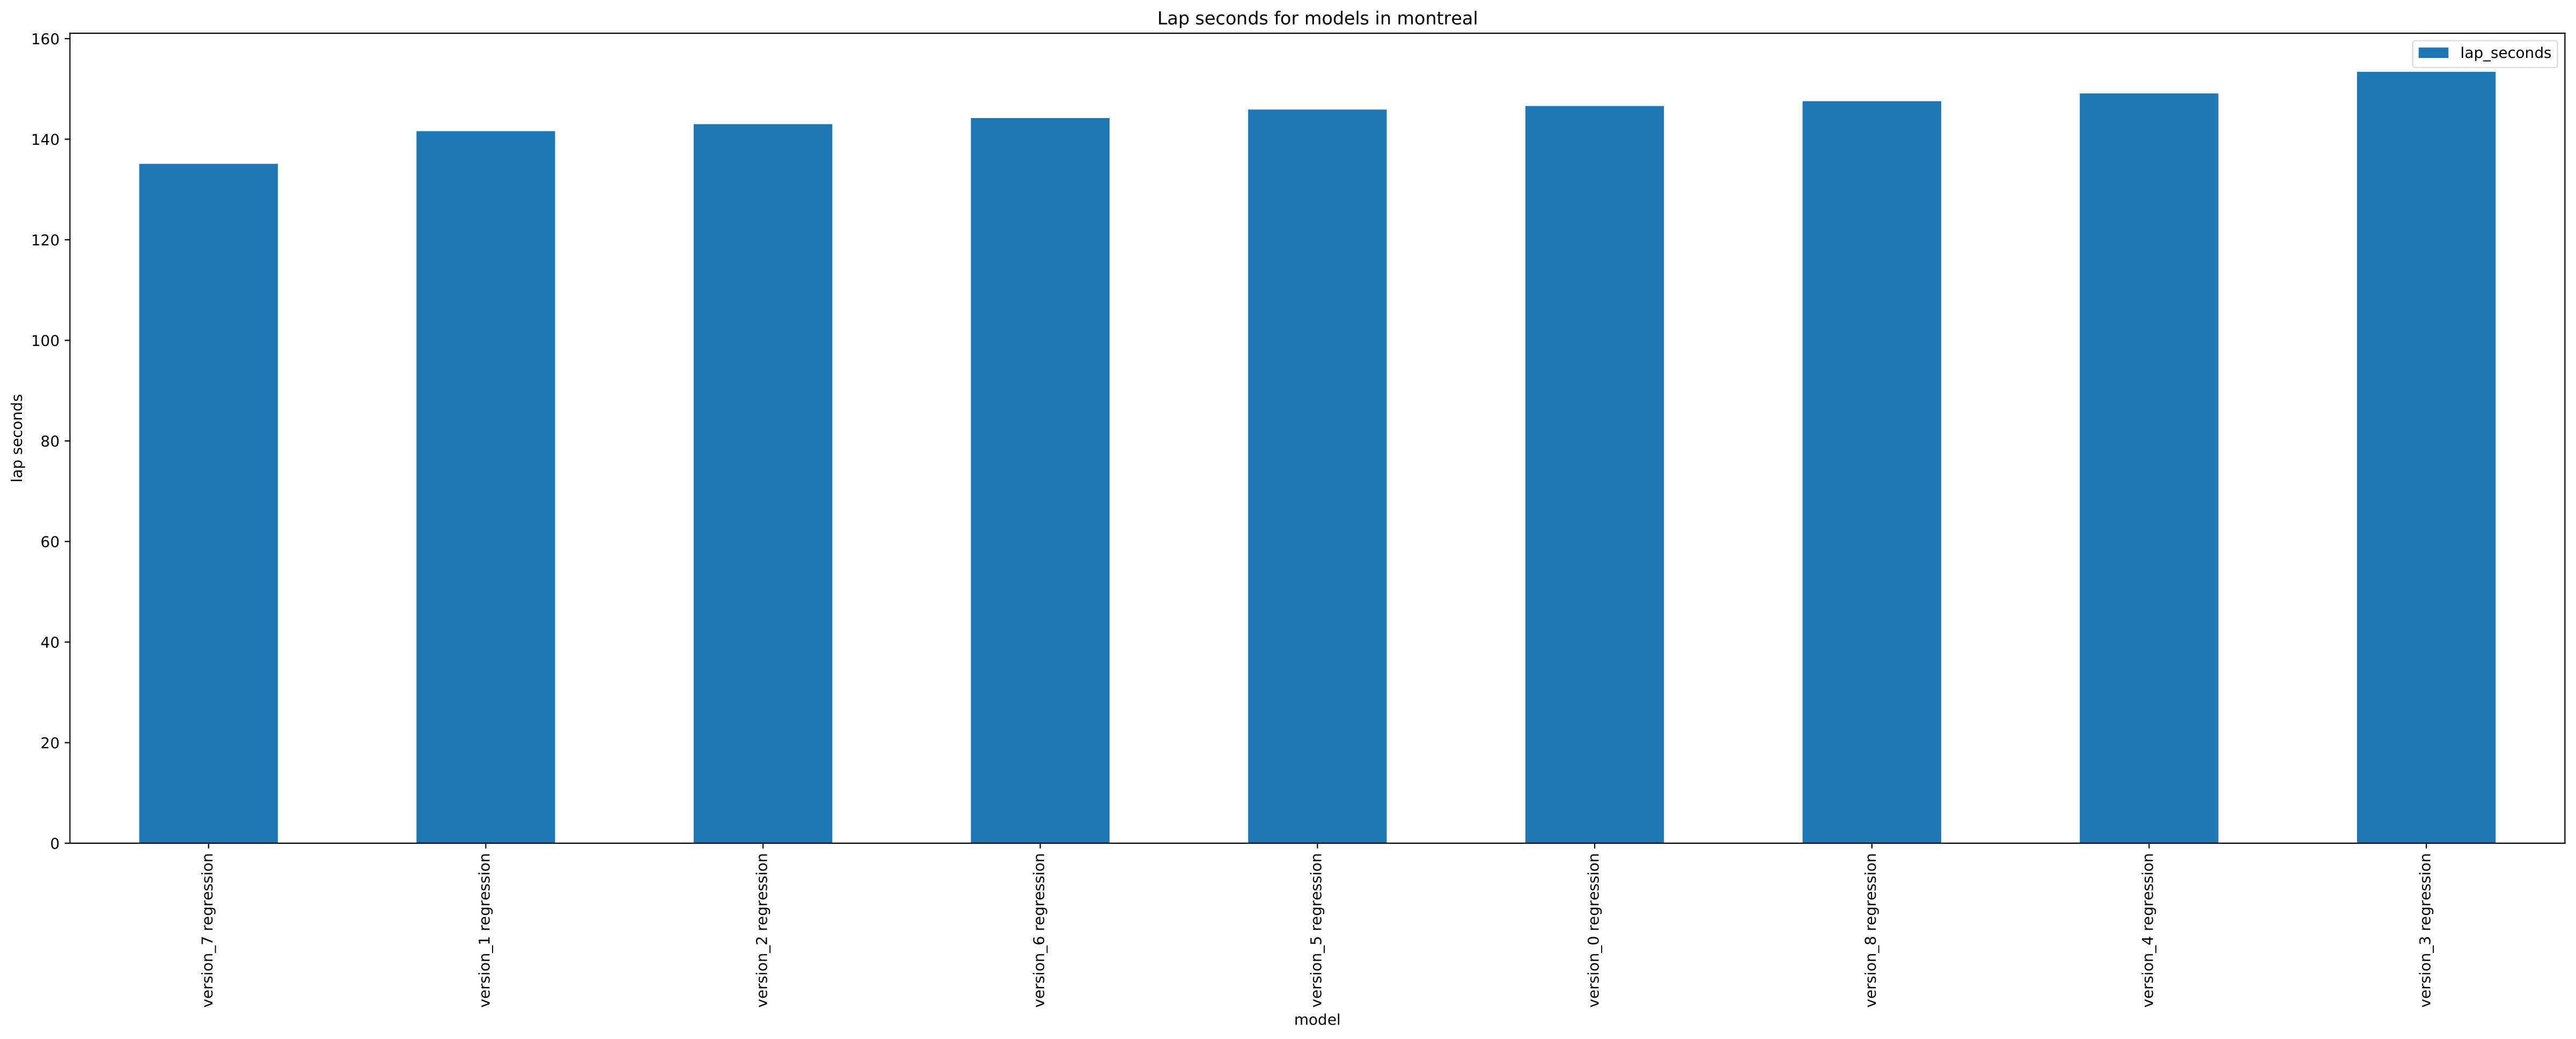 Lap seconds for models in montreal
lap_seconds
160
140
120
100
80
60
40
20
0
lap seconds
version_7 regression
version_1 regression
version_2 regression
version_6 regression
version_5 regression
version_0 regression
version_8 regression
version_4 regression
version_3 regression
model